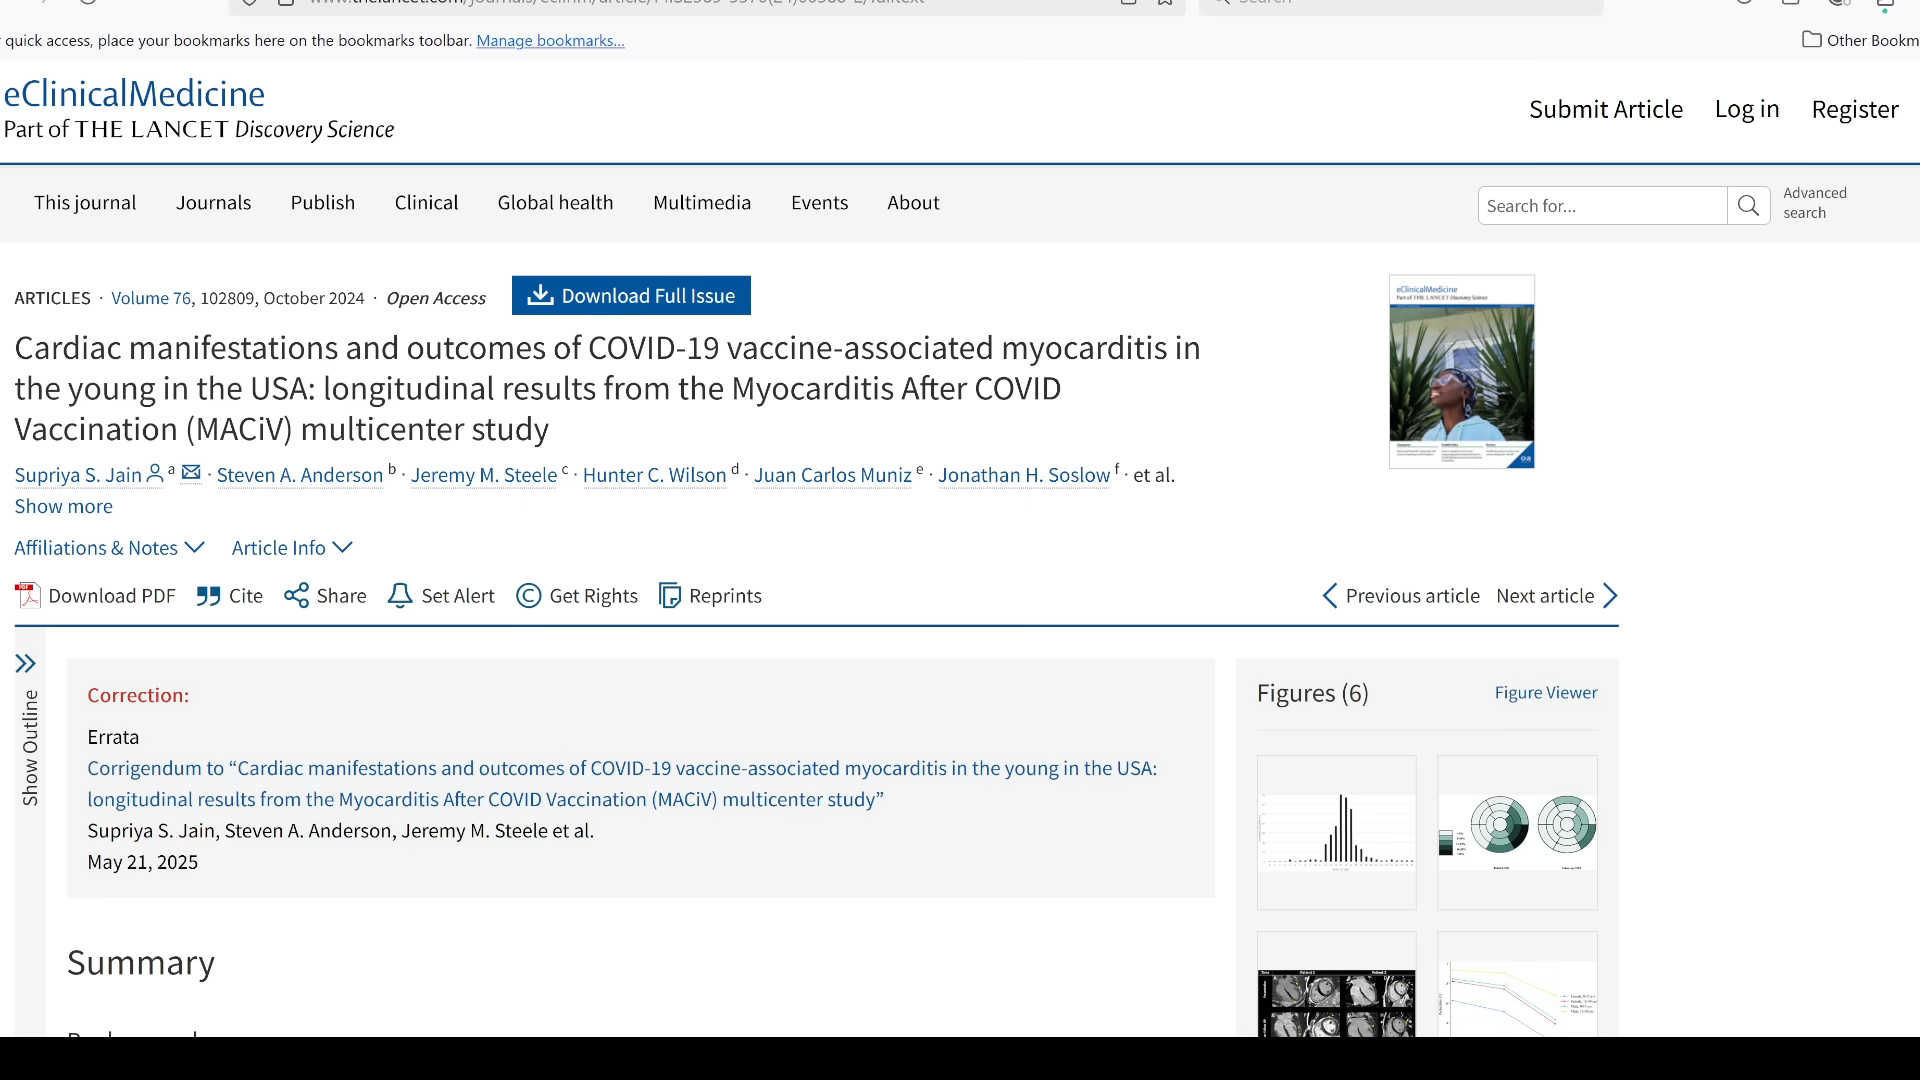 quick access, place your bookmarks here on the bookmarks toolbar. Manage bookmarks...
Other Bookm
eClinicalMedicine
Part of THE LANCET Discovery Science
Submit Article Log in Register
This journal Journals Publish Clinical Global health Multimedia Events About
Search for...
Advanced
search
ARTICLES · Volume 76, 102809, October 2024 · Open Access
Download Full Issue
Cardiac manifestations and outcomes of COVID-19 vaccine-associated myocarditis in
the young in the USA: longitudinal results from the Myocarditis After COVID
Vaccination (MACiV) multicenter study
Supriya S. Jain a · Steven A. Anderson b · Jeremy M. Steele c · Hunter C. Wilson d · Juan Carlos Muniz e · Jonathan H. Soslow f · et al.
Show more
Affiliations & Notes Article Info
Download PDF Cite Share Set Alert Get Rights Reprints
Previous article Next article
Show Outline
Correction:
Errata
Corrigendum to “Cardiac manifestations and outcomes of COVID-19 vaccine-associated myocarditis in the young in the USA:
longitudinal results from the Myocarditis After COVID Vaccination (MACiV) multicenter study”
Supriya S. Jain, Steven A. Anderson, Jeremy M. Steele et al.
May 21, 2025
Figures (6)
Figure Viewer
Summary
eClinicalMedicine
Part of THE LANCET Discovery Science